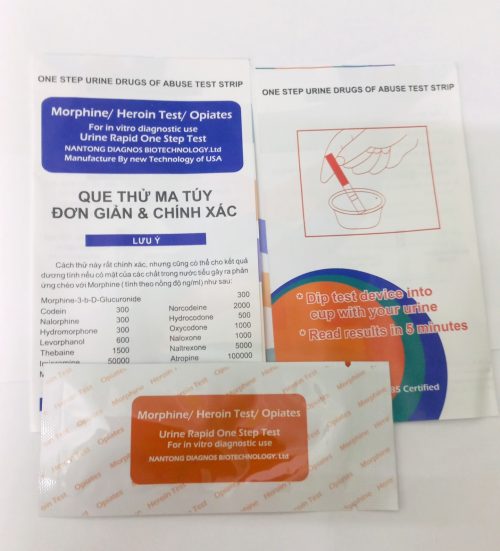 ONE STEP URINE DRUGS OF ABUSE TEST STRIP
Morphine/ Heroin Test/ Opiates
For in vitro diagnostic use
Urine Rapid One Step Test
NANTONG DIAGNOS BIOTECHNOLOGY.Ltd
Manufacture By new Technology of USA
QUE THỬ MA TÚY
ĐƠN GIẢN & CHÍNH XÁC
LƯU Ý
Cách thử này rất chính xác, nhưng cũng có thể cho kết quả
dương tính nếu có mặt của các chất trong nước tiểu gây ra phản
ứng chéo với Morphine ( tính theo nồng độ ng/ml) như sau:
Morphine-3-b-D-Glucuronide 300
Codein 300 Norcodeine 2000
Nalorphine 300 Hydrocodone 500
Hydromorphone 300 Oxycodone 1000
Levorphanol 600 Naloxone 1000
Thebaine 1500 Naltrexone 5000
Imipramine 50000 Atropine 100000
ONE STEP URINE DRUGS OF ABUSE TEST STRIP
* Dip test device into
cup with your urine
* Read results in 5 minutes
85 Certified
Morphine/ Heroin Test/ Opiates
Urine Rapid One Step Test
For in vitro diagnostic use
NANTONG DIAGNOS BIOTECHNOLOGY. Ltd